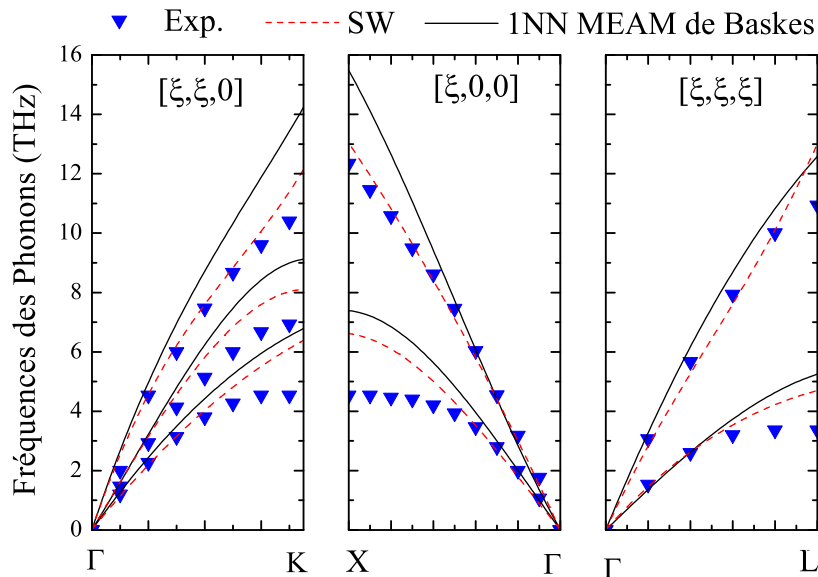 Exp. SW 1NN MEAM de Baskes
Fréquences des Phonons (THz)
16
14
12
10
8
6
4
2
0
[ξ,ξ,0]
[ξ,0,0]
[ξ,ξ,ξ]
Γ K X Γ Γ L